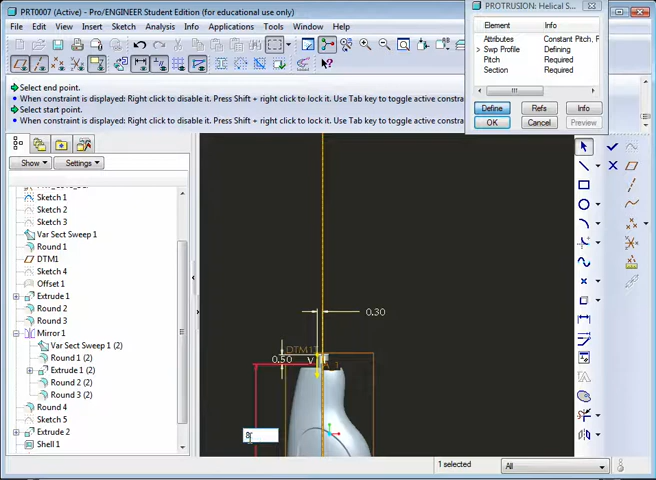 PRT0007 (Active) - Pro/ENGINEER Student Edition (for educational use only)
File Edit View Insert Sketch Analysis Info Applications Tools Window Help
Select end point.
When constraint is displayed: Right click to disable it. Press Shift + right click to lock it. Use Tab key to toggle active constra
Select start point.
When constraint is displayed: Right click to disable it. Press Shift + right click to lock it. Use Tab key to toggle active constra
PROTRUSION: Helical S...
Element Info
Attributes Constant Pitch, R
> Swp Profile Defining
Pitch Required
Section Required
Define Refs Info
OK Cancel Preview
Show Settings
Sketch 1
Sketch 2
Sketch 3
Var Sect Sweep 1
Round 1
DTM1
Sketch 4
Offset 1
Extrude 1
Round 2
Round 3
Mirror 1
Var Sect Sweep 1 (2)
Round 1 (2)
Extrude 1 (2)
Round 2 (2)
Round 3 (2)
Round 4
Sketch 5
Extrude 2
Shell 1
0.30
DTM1
0.50
V
8
1 selected
All